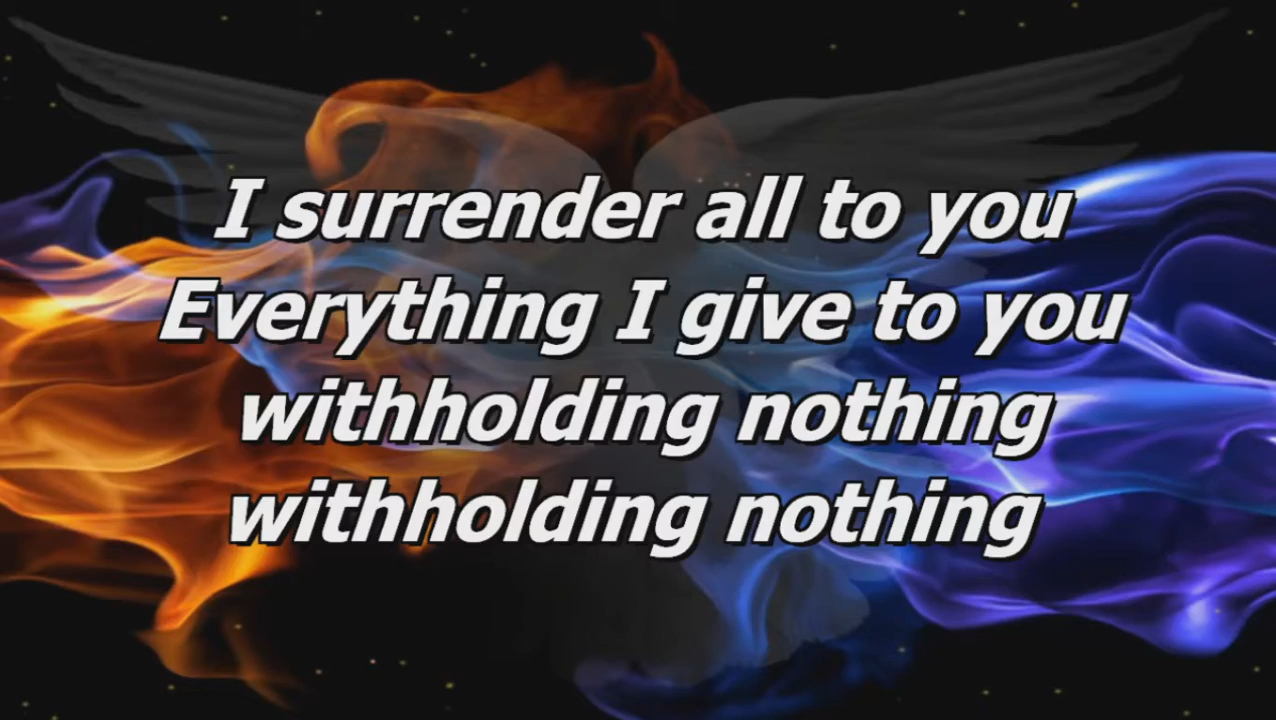 I surrender all to you
Everything I give to you
withholding nothing
withholding nothing